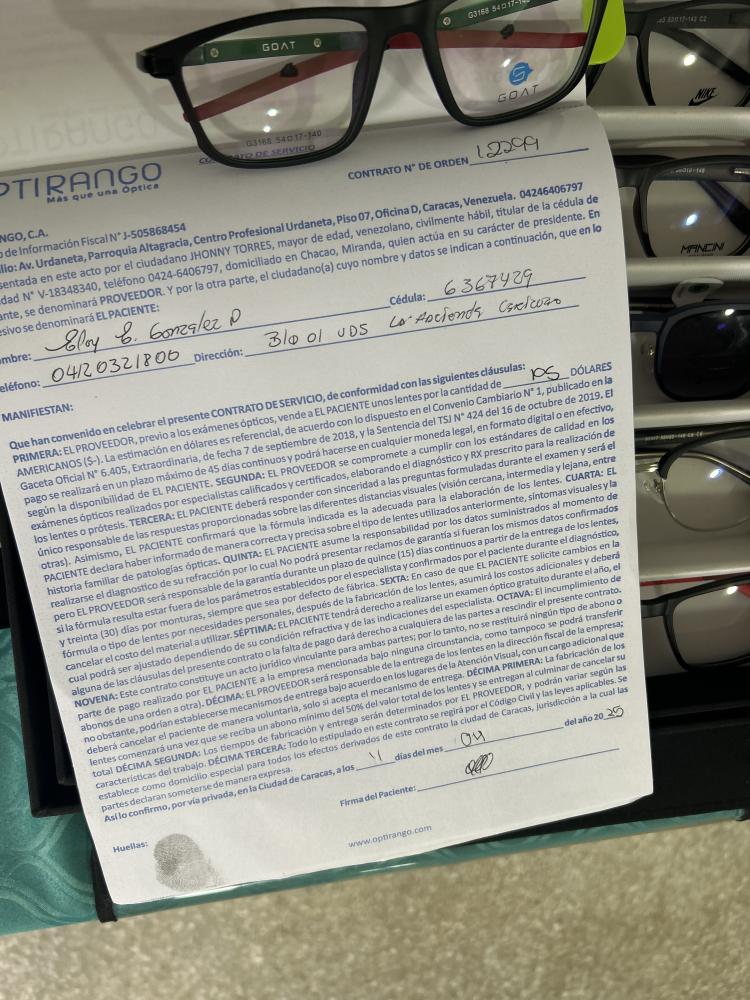 GOAT
G3168 54□17-140
GOAT
G3168 54□17-140
53□17-142 C2
NIKE
MANCINI
CONTRATO DE SERVICIO
CONTRATO N° DE ORDEN 12299
OPTIRANGO
Más que una Óptica
ANGO, C.A.
o de Información Fiscal N° J-505868454
lio: Av. Urdaneta, Parroquia Altagracia, Centro Profesional Urdaneta, Piso 07, Oficina D, Caracas, Venezuela. 04246406797
sentada en este acto por el ciudadano JHONNY TORRES, mayor de edad, venezolano, civilmente hábil, titular de la cédula de
dad N° V-18348340, teléfono 0424-6406797, domiciliado en Chacao, Miranda, quien actúa en su carácter de presidente. En
ante, se denominará PROVEEDOR. Y por la otra parte, el ciudadano(a) cuyo nombre y datos se indican a continuación, que en lo
esivo se denominará EL PACIENTE:
ombre: Eloy E. Gonzalez D Cédula: 6367429
eléfono: 04120321800 Dirección: Blo 01 UD5 La Hacienda Caricuao
MANIFIESTAN:
Que han convenido en celebrar el presente CONTRATO DE SERVICIO, de conformidad con las siguientes cláusulas:
PRIMERA: EL PROVEEDOR, previo a los exámenes ópticos, vende a EL PACIENTE unos lentes por la cantidad de 105 DÓLARES
AMERICANOS ($-). La estimación en dólares es referencial, de acuerdo con lo dispuesto en el Convenio Cambiario N° 1, publicado en la
Gaceta Oficial N° 6.405, Extraordinaria, de fecha 7 de septiembre de 2018, y la Sentencia del TSJ N° 424 del 16 de octubre de 2019. El
pago se realizará en un plazo máximo de 45 días continuos y podrá hacerse en cualquier moneda legal, en formato digital o en efectivo,
según la disponibilidad de EL PACIENTE. SEGUNDA: EL PROVEEDOR se compromete a cumplir con los estándares de calidad en los
exámenes ópticos realizados por especialistas calificados y certificados, elaborando el diagnóstico y RX prescrito para la realización de
los lentes o prótesis. TERCERA: EL PACIENTE deberá responder con sinceridad a las preguntas formuladas durante el examen y será el
único responsable de las respuestas proporcionadas sobre las diferentes distancias visuales (visión cercana, intermedia y lejana, entre
otras). Asimismo, EL PACIENTE confirmará que la fórmula indicada es la adecuada para la elaboración de los lentes. CUARTA: EL
PACIENTE declara haber informado de manera correcta y precisa sobre el tipo de lentes utilizados anteriormente, síntomas visuales y la
historia familiar de patologías ópticas. QUINTA: EL PACIENTE asume la responsabilidad por los datos suministrados al momento de
realizarse el diagnóstico de su refracción por lo cual No podrá presentar reclamos de garantía si fueran los mismos datos confirmados
pero EL PROVEEDOR será responsable de la garantía durante un plazo de quince (15) días continuos a partir de la entrega de los lentes,
si la fórmula resulta estar fuera de los parámetros establecidos por el especialista y confirmados por el paciente durante el diagnóstico,
y treinta (30) días por monturas, siempre que sea por defecto de fábrica. SEXTA: En caso de que EL PACIENTE solicite cambios en la
fórmula o tipo de lentes por necesidades personales, después de la fabricación de los lentes, asumirá los costos adicionales y deberá
cancelar el costo del material a utilizar. SÉPTIMA: EL PACIENTE tendrá derecho a realizarse un examen óptico gratuito durante el año, el
cual podrá ser ajustado dependiendo de su condición refractiva y de las indicaciones del especialista. OCTAVA: El incumplimiento de
alguna de las cláusulas del presente contrato o la falta de pago dará derecho a cualquiera de las partes a rescindir el presente contrato.
NOVENA: Este contrato constituye un acto jurídico vinculante para ambas partes; por lo tanto, no se restituirá ningún tipo de abono o
parte de pago realizado por EL PACIENTE a la empresa mencionada bajo ninguna circunstancia, como tampoco se podrá transferir
abonos de una orden a otra). DÉCIMA: EL PROVEEDOR será responsable de la entrega de los lentes en la dirección fiscal de la empresa;
no obstante, podrían establecerse mecanismos de entrega bajo acuerdo en los lugares de la Atención Visual, con un cargo adicional que
deberá cancelar el paciente de manera voluntaria, solo si acepta el mecanismo de entrega. DÉCIMA PRIMERA: La fabricación de los
lentes comenzará una vez que se reciba un abono mínimo del 50% del valor total de los lentes y se entregan al culminar de cancelar su
total DÉCIMA SEGUNDA: Los tiempos de fabricación y entrega serán determinados por EL PROVEEDOR, y podrán variar según las
características del trabajo. DÉCIMA TERCERA: Todo lo estipulado en este contrato se regirá por el Código Civil y las leyes aplicables. Se
establece como domicilio especial para todos los efectos derivados de este contrato la ciudad de Caracas, jurisdicción a la cual las
partes declaran someterse de manera expresa.
Así lo confirmo, por vía privada, en la Ciudad de Caracas, a los 11 días del mes 04 del año 2025
Firma del Paciente:
Huellas:
www.optirango.com